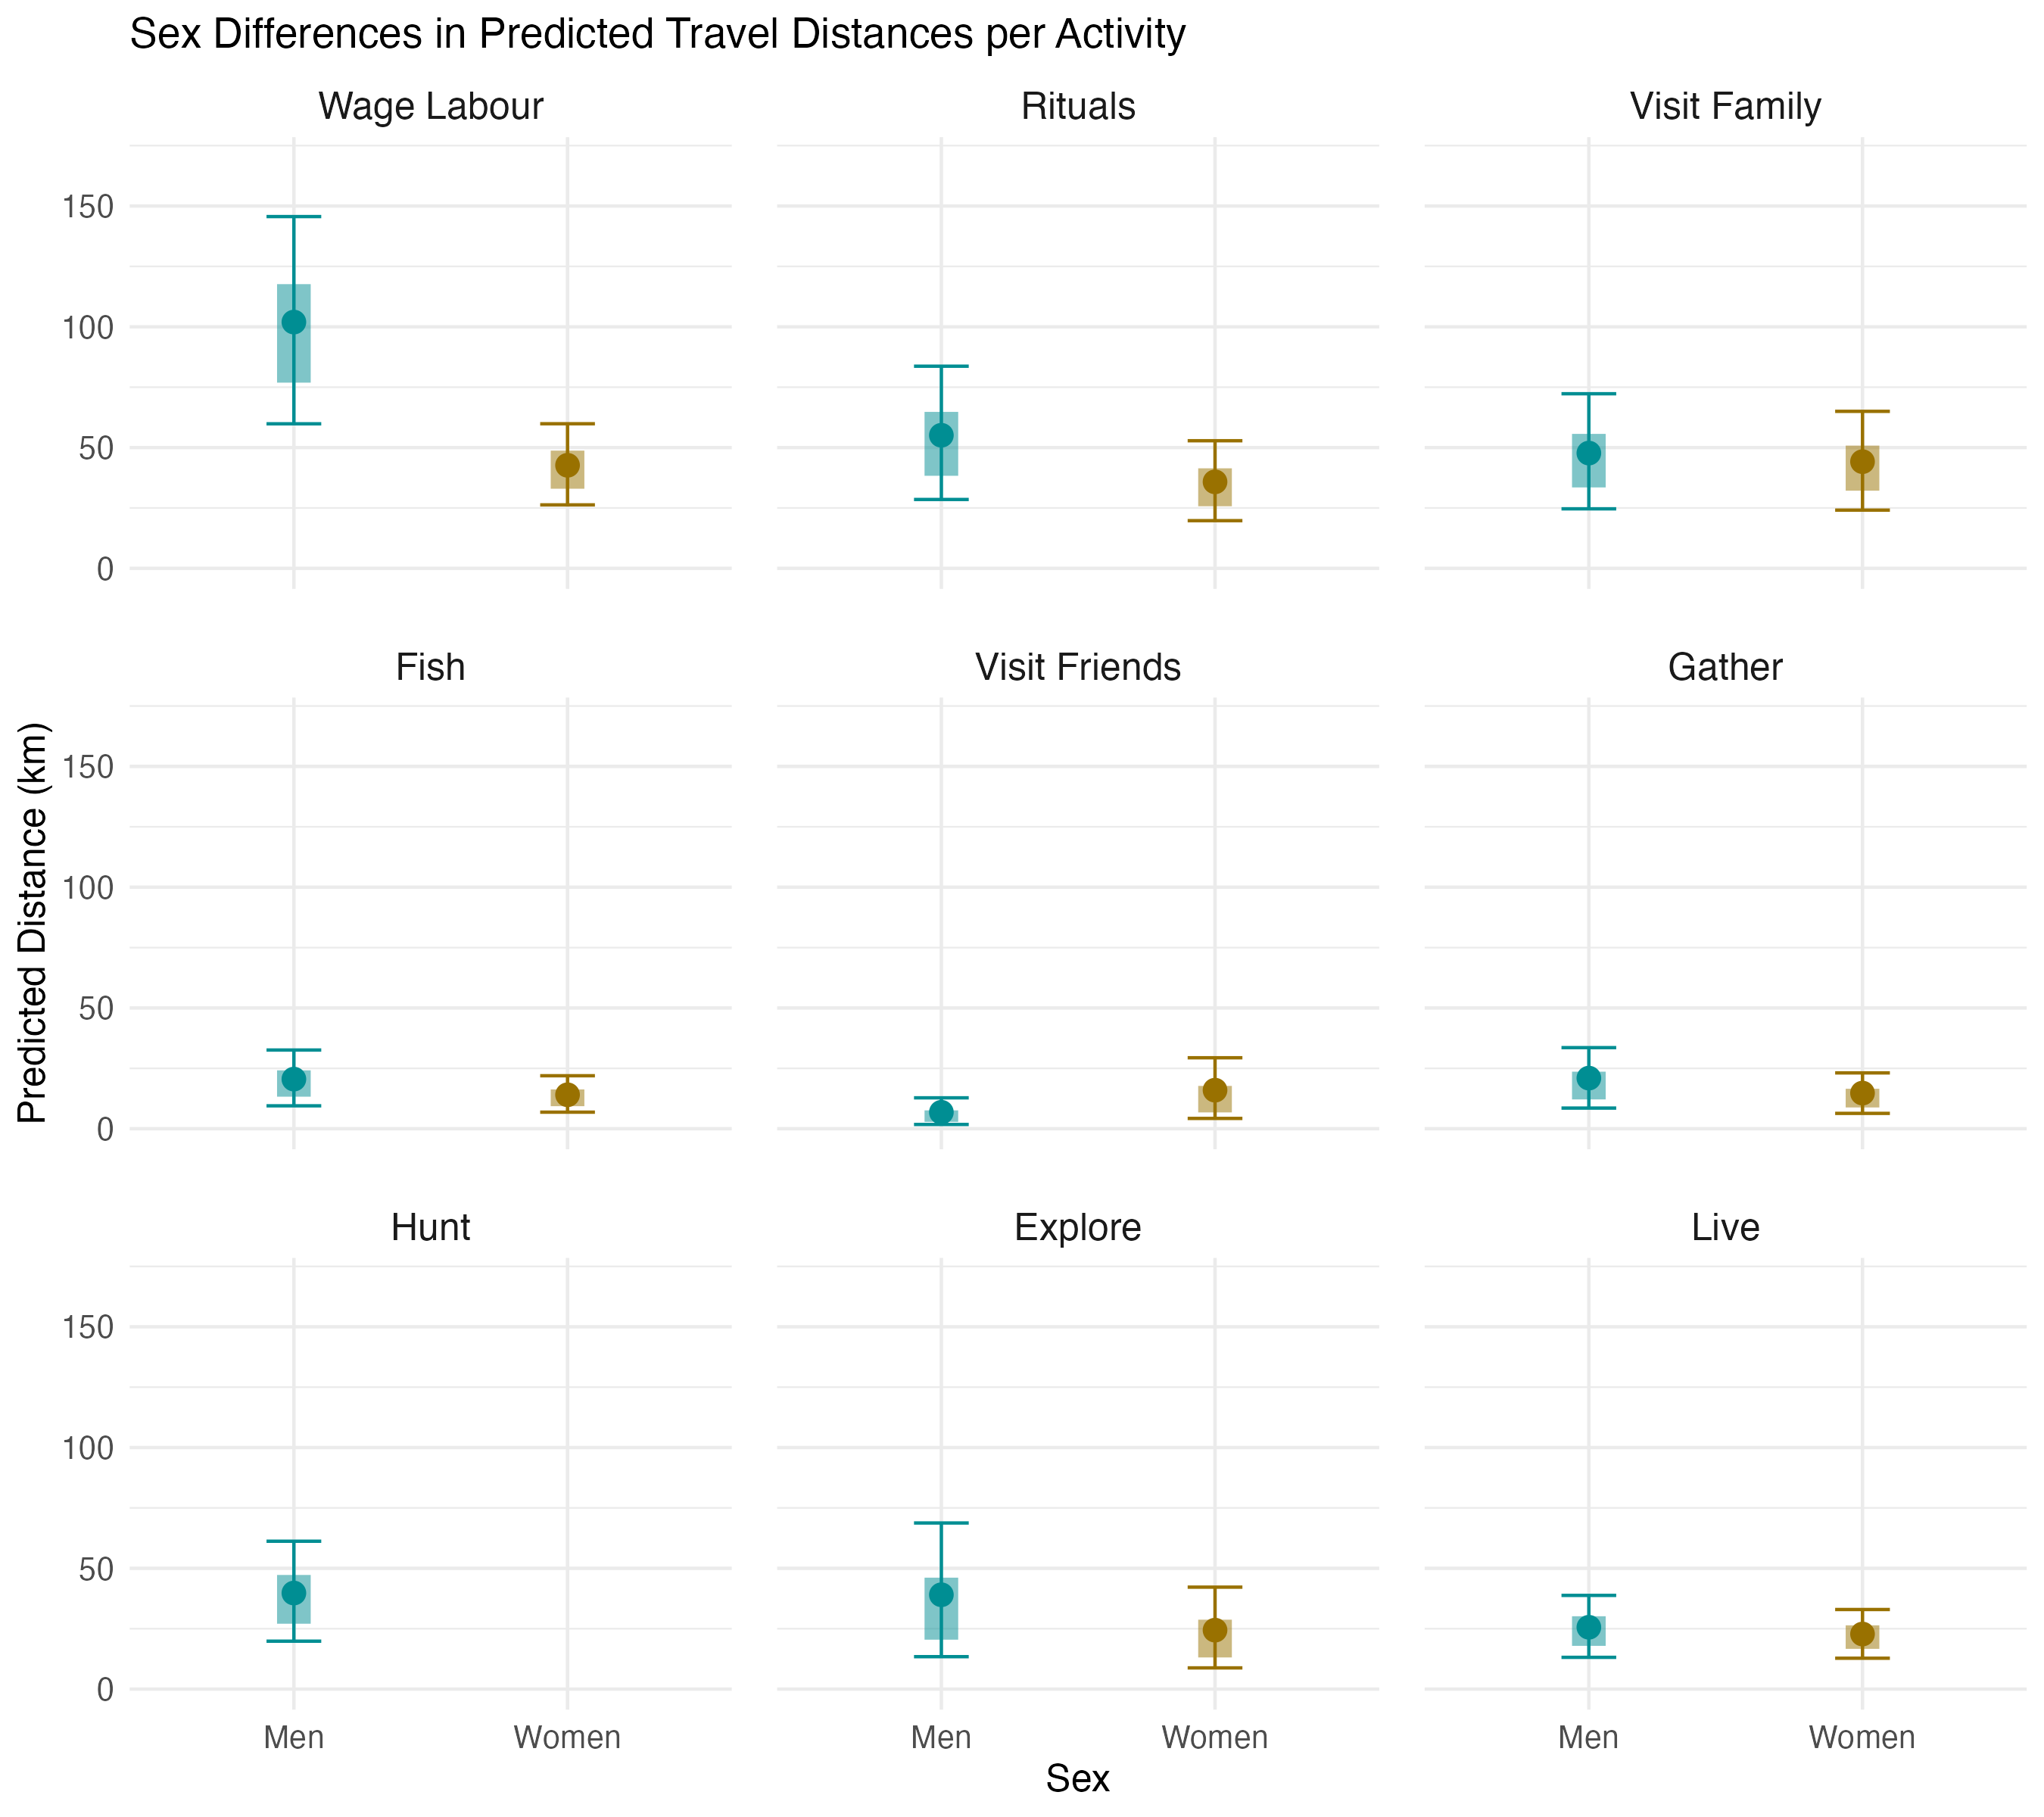 Sex Differences in Predicted Travel Distances per Activity
Wage Labour
Rituals
Visit Family
150
100
50
0
Fish
Visit Friends
Gather
150
100
50
0
Hunt
Explore
Live
150
100
50
0
Men
Women
Men
Women
Men
Women
Sex
Predicted Distance (km)